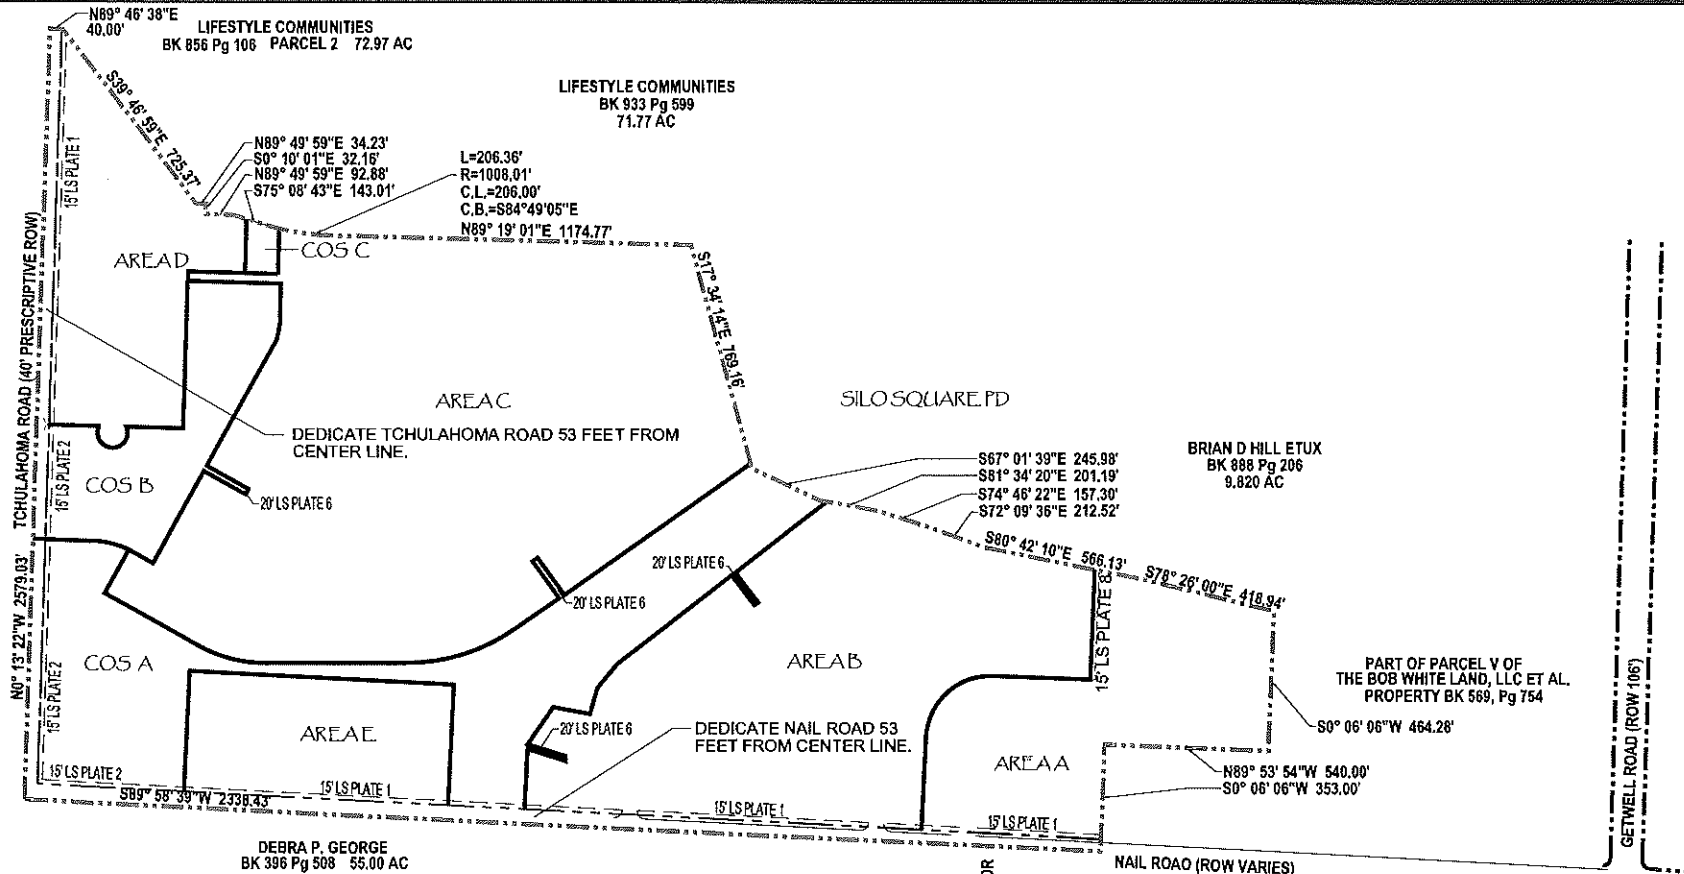 N89° 46' 38"E
40.00'
LIFESTYLE COMMUNITIES
BK 856 Pg 106 PARCEL 2 72.97 AC
LIFESTYLE COMMUNITIES
BK 933 Pg 599
71.77 AC
S39° 46' 59"E 725.37'
15' LS PLATE 1
N89° 49' 59"E 34.23'
S0° 10' 01"E 32.16'
N89° 49' 59"E 92.88'
S75° 08' 43"E 143.01'
L=206.36'
R=1008.01'
C.L.=206.00'
C.B.=S84°49'05"E
N89° 19' 01"E 1174.77'
COS C
AREA D
S17° 34' 14"E 769.16'
TCHULAHOMA ROAD (40' PRESCRIPTIVE ROW)
AREA C
SILO SQUARE PD
DEDICATE TCHULAHOMA ROAD 53 FEET FROM
CENTER LINE.
BRIAN D HILL ETUX
BK 888 Pg 206
9.820 AC
S67° 01' 39"E 245.98'
S81° 34' 20"E 201.19'
S74° 46' 22"E 157.30'
S72° 09' 36"E 212.52'
15' LS PLATE 2
COS B
20' LS PLATE 6
S80° 42' 10"E 566.13'
S78° 26' 00"E 418.94'
20' LS PLATE 6
20' LS PLATE 6
15' LS PLATE 8
N0° 13' 22"W 2579.03'
COS A
15' LS PLATE 2
AREA B
PART OF PARCEL V OF
THE BOB WHITE LAND, LLC ET AL.
PROPERTY BK 569, Pg 754
S0° 06' 06"W 464.28'
AREA E
20' LS PLATE 6
DEDICATE NAIL ROAD 53
FEET FROM CENTER LINE.
AREA A
N89° 53' 54"W 540.00'
S0° 06' 06"W 353.00'
GETWELL ROAD (ROW 106')
15' LS PLATE 2
S89° 58' 39"W 2338.43'
15' LS PLATE 1
15' LS PLATE 1
15' LS PLATE 1
DEBRA P. GEORGE
BK 396 Pg 508 55.00 AC
OR
NAIL ROAD (ROW VARIES)